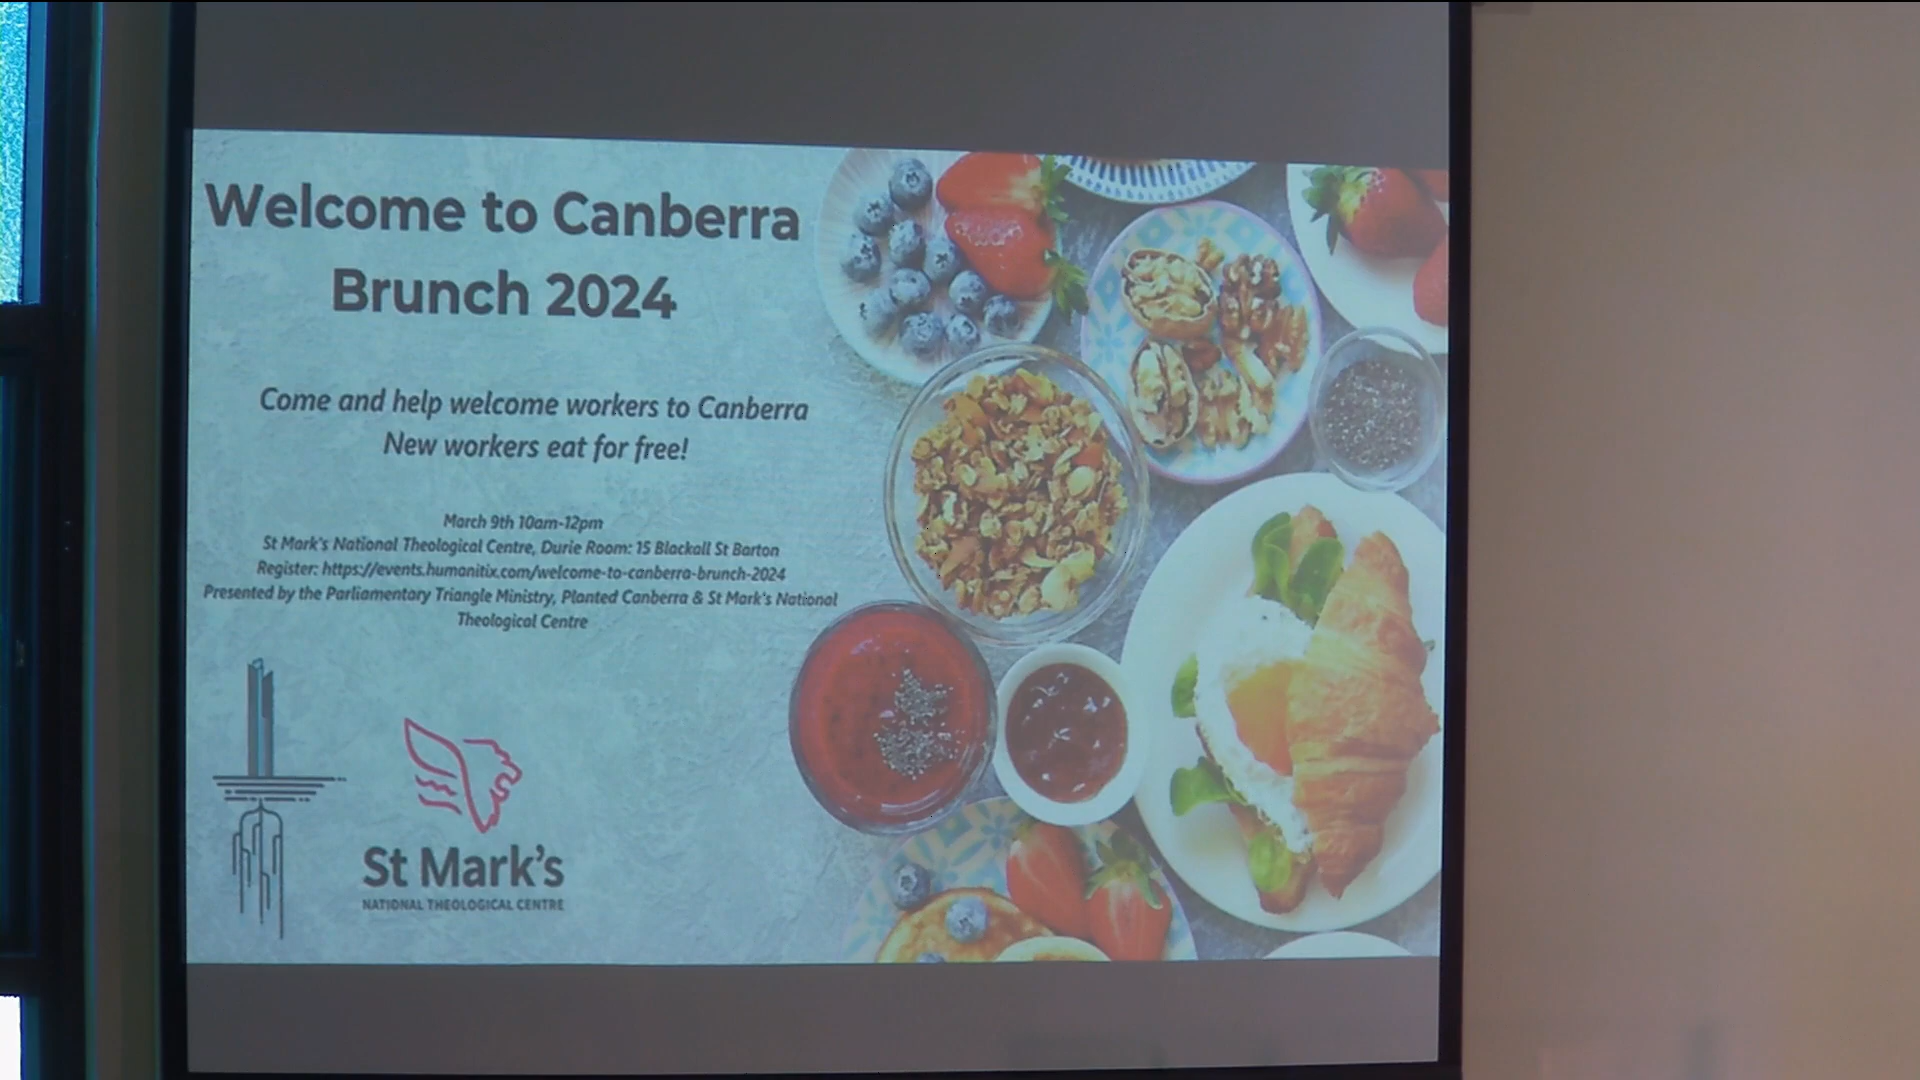 Welcome to Canberra
Brunch 2024
Come and help welcome workers to Canberra
New workers eat for free!
March 9th 10am-12pm
St Mark's National Theological Centre, Durie Room: 15 Blackall St Barton
Register: https://events.humanitix.com/welcome-to-canberra-brunch-2024
Presented by the Parliamentary Triangle Ministry, Planted Canberra & St Mark's National
Theological Centre
St Mark's
NATIONAL THEOLOGICAL CENTRE